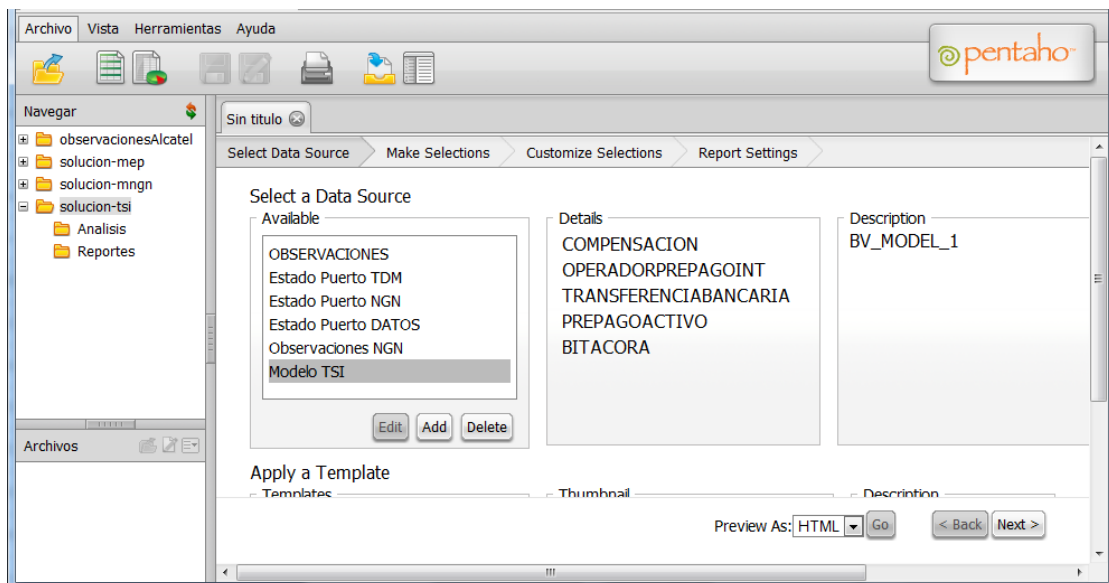 Archivo Vista Herramientas Ayuda
pentaho™
Navegar
observacionesAlcatel
solucion-mep
solucion-mngn
solucion-tsi
Analisis
Reportes
Archivos
Sin titulo
Select Data Source Make Selections Customize Selections Report Settings
Select a Data Source
Available
OBSERVACIONES
Estado Puerto TDM
Estado Puerto NGN
Estado Puerto DATOS
Observaciones NGN
Modelo TSI
Edit Add Delete
Details
COMPENSACION
OPERADORPREPAGOINT
TRANSFERENCIABANCARIA
PREPAGOACTIVO
BITACORA
Description
BV_MODEL_1
Apply a Template
Templates Thumbnail Description
Preview As: HTML Go < Back Next >